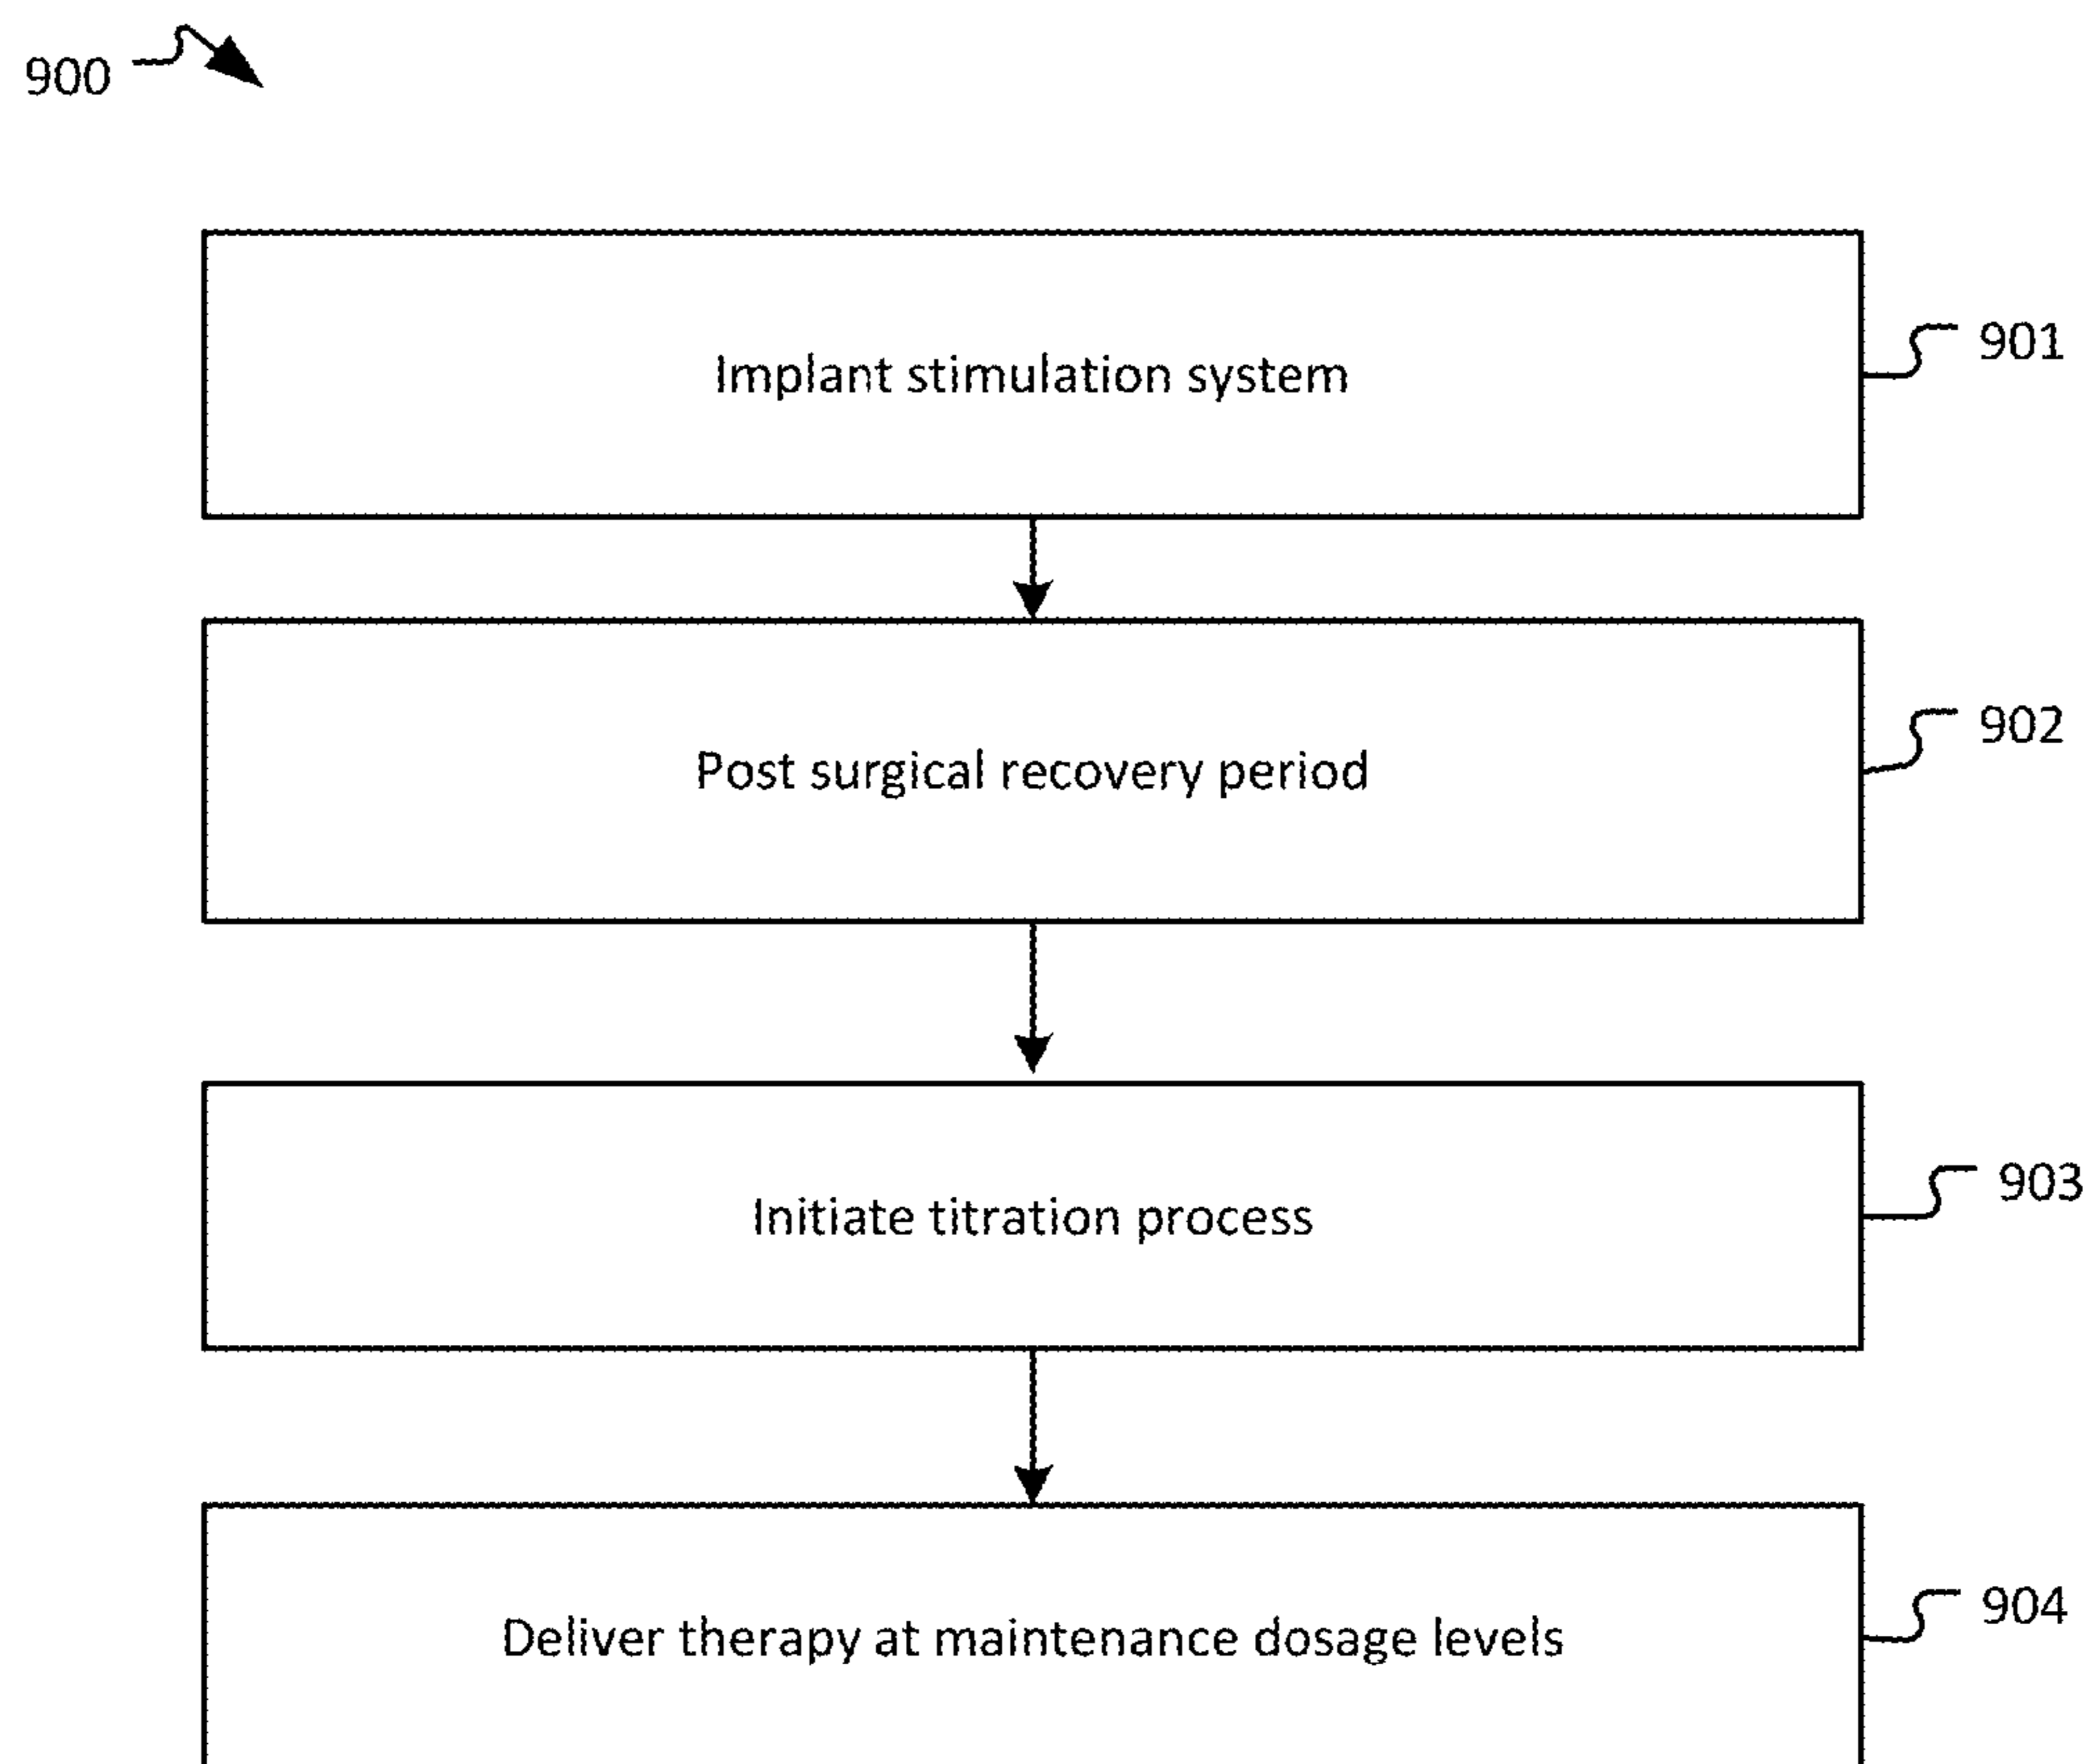 900
Implant stimulation system
901
Post surgical recovery period
902
Initiate titration process
903
Deliver therapy at maintenance dosage levels
904